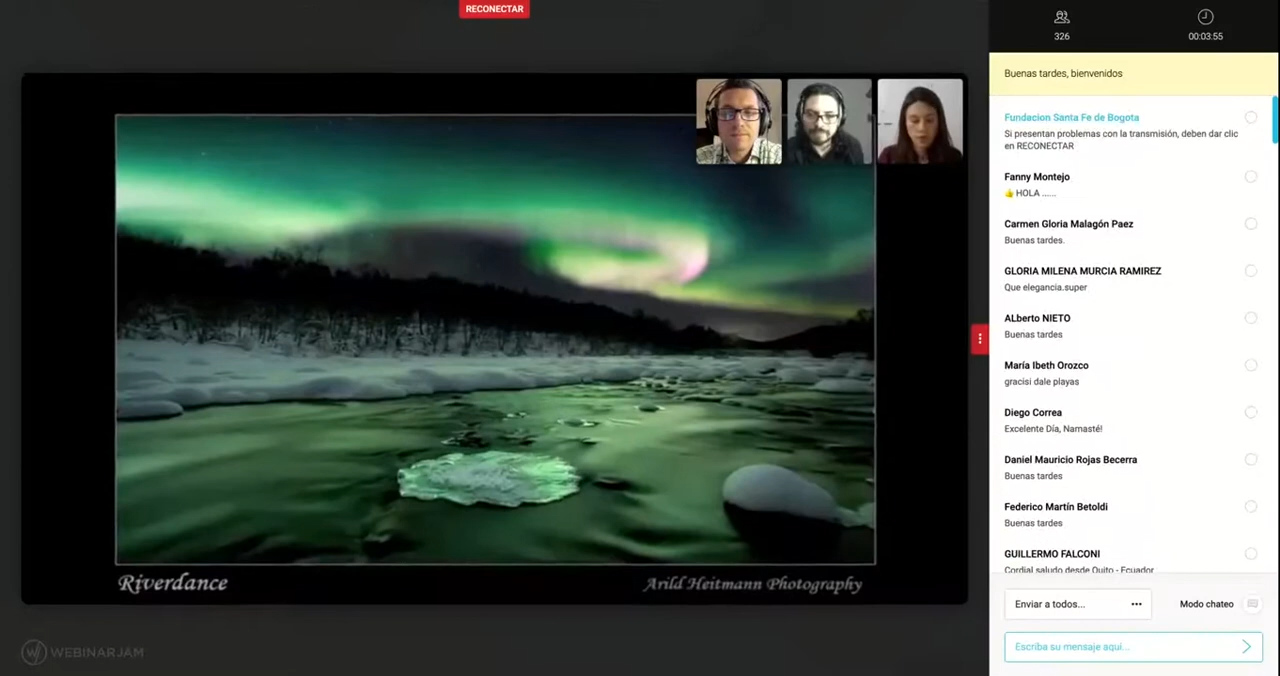 RECONECTAR
326
00:03:55
Buenas tardes, bienvenidos
Fundacion Santa Fe de Bogota
Si presentan problemas con la transmisión, deben dar clic
en RECONECTAR
Fanny Montejo
👍 HOLA ......
Carmen Gloria Malagón Paez
Buenas tardes.
GLORIA MILENA MURCIA RAMIREZ
Que elegancia.super
ALberto NIETO
Buenas tardes
María Ibeth Orozco
gracisi dale playas
Diego Correa
Excelente Día, Namasté!
Daniel Mauricio Rojas Becerra
Buenas tardes
Federico Martín Betoldi
Buenas tardes
GUILLERMO FALCONI
Cordial saludo desde Quito - Ecuador
Enviar a todos...
Modo chateo
Escriba su mensaje aqui...
Riverdance
Arild Heitmann Photography
WEBINARJAM